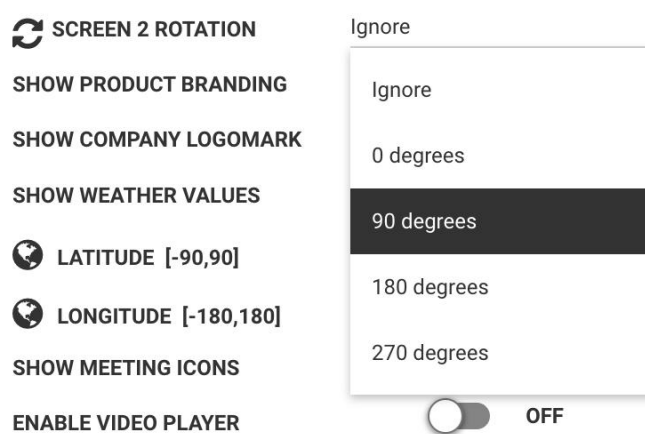 SCREEN 2 ROTATION
Ignore
SHOW PRODUCT BRANDING
Ignore
SHOW COMPANY LOGOMARK
0 degrees
SHOW WEATHER VALUES
90 degrees
LATITUDE [-90,90]
180 degrees
LONGITUDE [-180,180]
270 degrees
SHOW MEETING ICONS
ENABLE VIDEO PLAYER
OFF